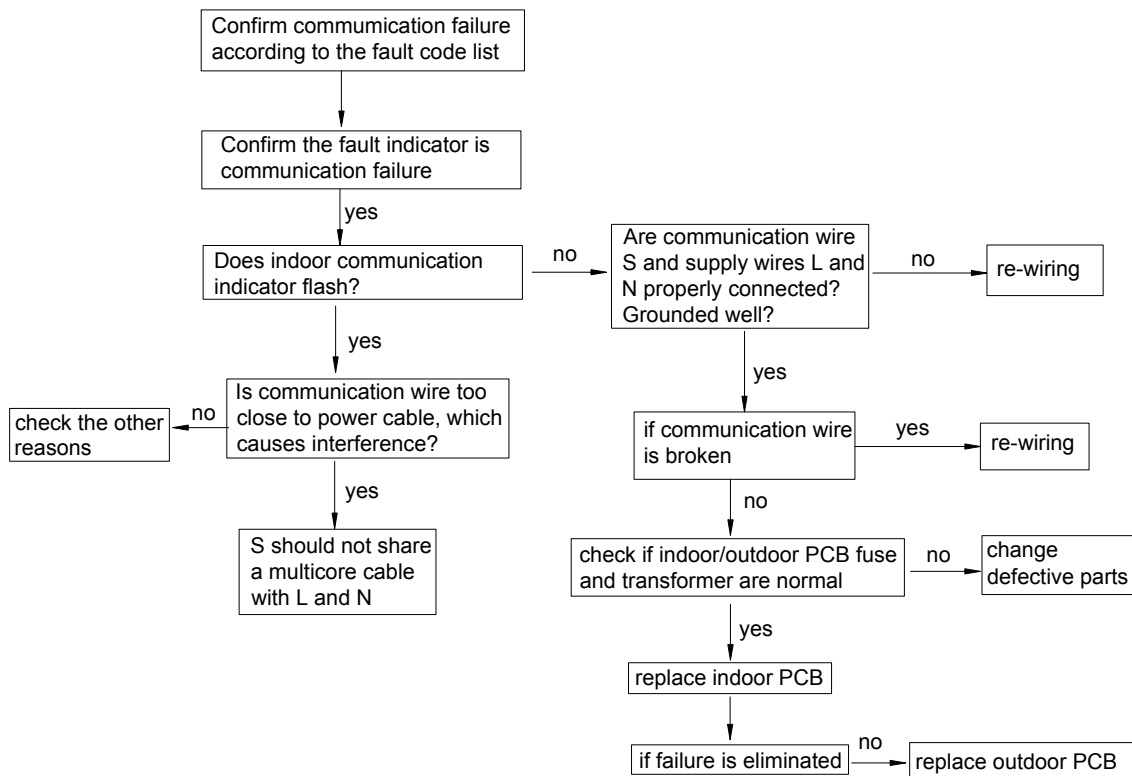 Confirm commumication failure
according to the fault code list
Confirm the fault indicator is
communication failure
yes
Does indoor communication
indicator flash?
no
Are communication wire
S and supply wires L and
N properly connected?
Grounded well?
no
re-wiring
yes
Is communication wire too
close to power cable, which
causes interference?
no
check the other
reasons
yes
S should not share
a multicore cable
with L and N
yes
if communication wire
is broken
yes
re-wiring
no
check if indoor/outdoor PCB fuse
and transformer are normal
no
change
defective parts
yes
replace indoor PCB
if failure is eliminated
no
replace outdoor PCB